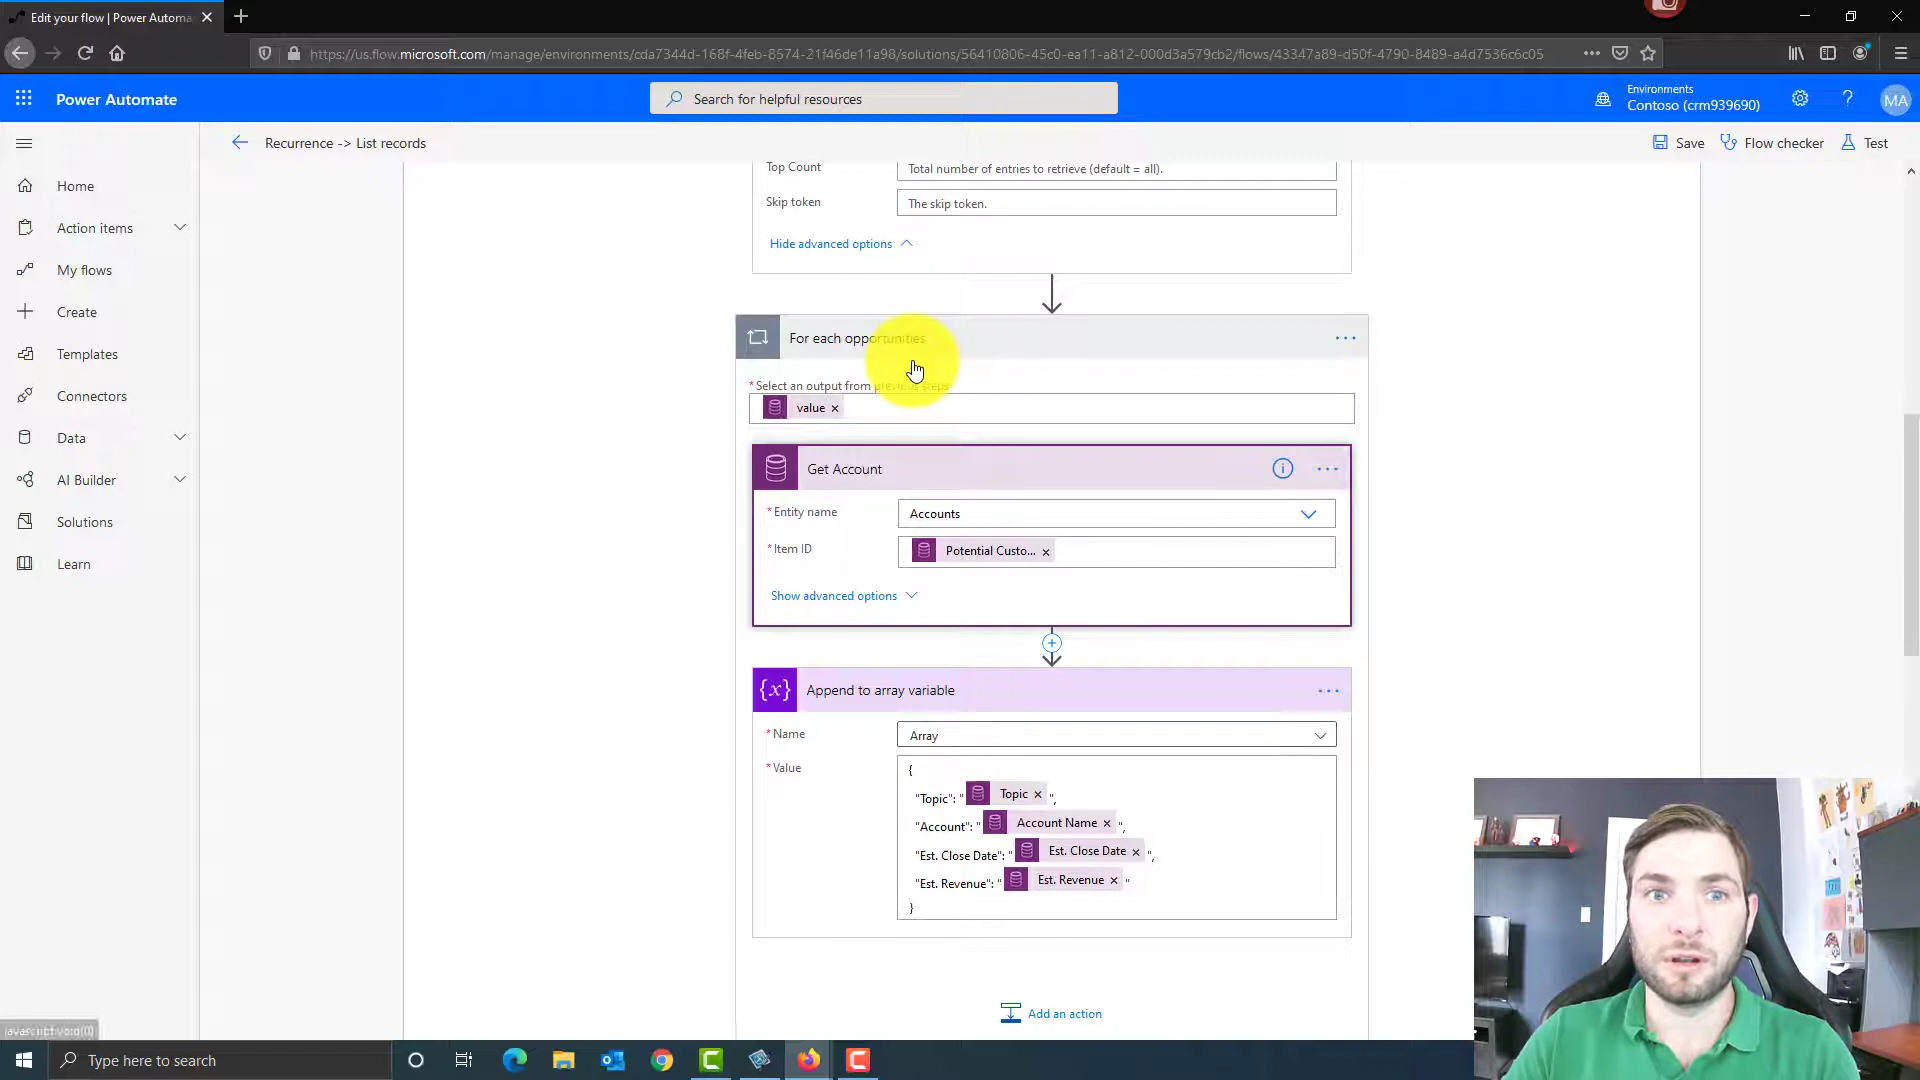 Edit your flow | Power Automa
https://us.flow.microsoft.com/manage/environments/cda7344d-168f-4feb-8574-21f46de11a98/solutions/56410806-45c0-ea11-a812-000d3a579cb2/flows/43347a89-d50f-4790-8489-a4d7536c6c05
Power Automate
Search for helpful resources
Environments
Contoso (crm939690)
MA
Recurrence -> List records
Save
Flow checker
Test
Home
Action items
My flows
Create
Templates
Connectors
Data
AI Builder
Solutions
Learn
Top Count
Total number of entries to retrieve (default = all).
Skip token
The skip token.
Hide advanced options
For each opportunities
* Select an output from previous steps
value ×
Get Account
* Entity name
Accounts
* Item ID
Potential Custo... ×
Show advanced options
Append to array variable
* Name
Array
* Value
{
"Topic": " Topic × ",
"Account": " Account Name × ",
"Est. Close Date": " Est. Close Date × ",
"Est. Revenue": " Est. Revenue × "
}
Add an action
javascript:void(0)
Type here to search